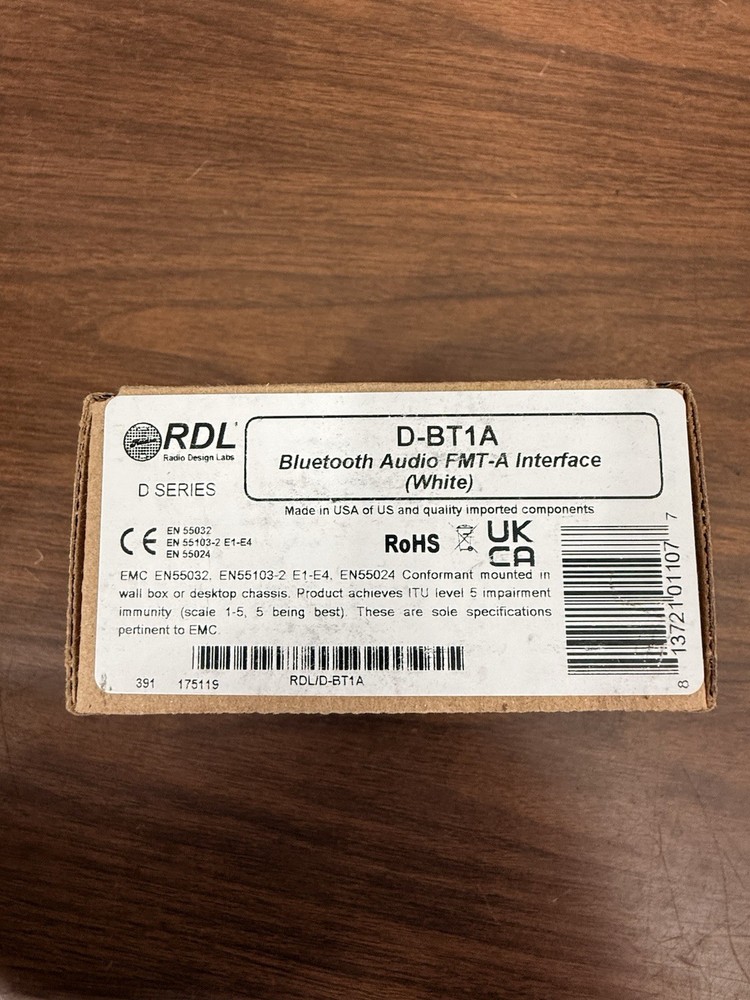 RDL
Radio Design Labs
D SERIES
D-BT1A
Bluetooth Audio FMT-A Interface
(White)
Made in USA of US and quality imported components
CE
EN 55032
EN 55103-2 E1-E4
EN 55024
RoHS
UK
CA
EMC EN55032, EN55103-2 E1-E4, EN55024 Conformant mounted in
wall box or desktop chassis. Product achieves ITU level 5 impairment
immunity (scale 1-5, 5 being best). These are sole specifications
pertinent to EMC.
391 175119
RDL/D-BT1A
8 13721 01107 7